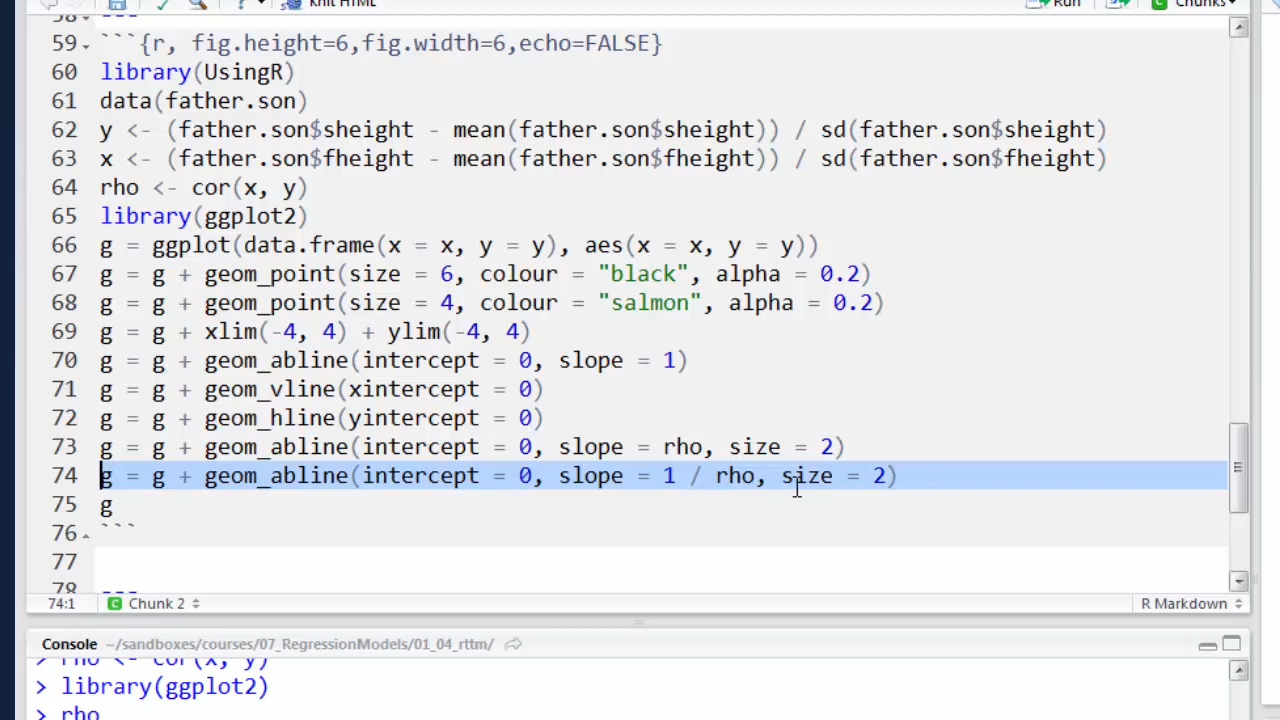 Knit HTML
Run
Chunks
58 ---
59 ```{r, fig.height=6,fig.width=6,echo=FALSE}
60 library(UsingR)
61 data(father.son)
62 y <- (father.son$sheight - mean(father.son$sheight)) / sd(father.son$sheight)
63 x <- (father.son$fheight - mean(father.son$fheight)) / sd(father.son$fheight)
64 rho <- cor(x, y)
65 library(ggplot2)
66 g = ggplot(data.frame(x = x, y = y), aes(x = x, y = y))
67 g = g + geom_point(size = 6, colour = "black", alpha = 0.2)
68 g = g + geom_point(size = 4, colour = "salmon", alpha = 0.2)
69 g = g + xlim(-4, 4) + ylim(-4, 4)
70 g = g + geom_abline(intercept = 0, slope = 1)
71 g = g + geom_vline(xintercept = 0)
72 g = g + geom_hline(yintercept = 0)
73 g = g + geom_abline(intercept = 0, slope = rho, size = 2)
74 g = g + geom_abline(intercept = 0, slope = 1 / rho, size = 2)
75 g
76 ```
77
78 ---
74:1 Chunk 2 R Markdown
Console ~/sandboxes/courses/07_RegressionModels/01_04_rttm/
> rho <- cor(x, y)
> library(ggplot2)
> rho